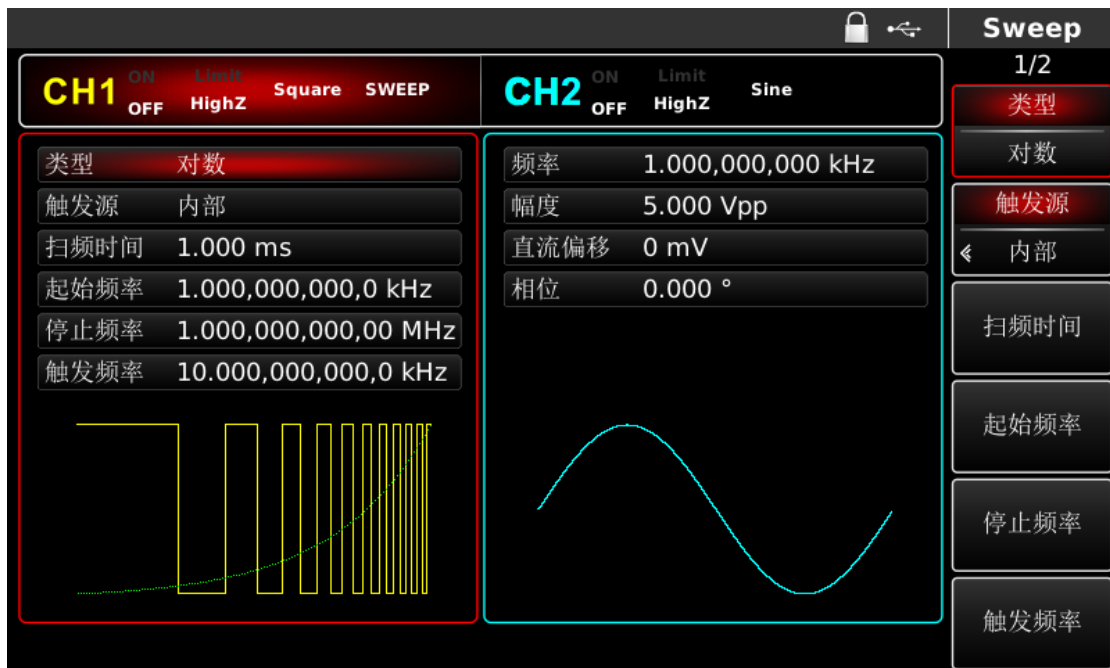 Sweep
1/2
CH1 ON OFF Limit HighZ Square SWEEP
CH2 ON OFF Limit HighZ Sine
类型 对数
触发源 内部
扫频时间 1.000 ms
起始频率 1.000,000,000,0 kHz
停止频率 1.000,000,000,00 MHz
触发频率 10.000,000,000,0 kHz
频率 1.000,000,000 kHz
幅度 5.000 Vpp
直流偏移 0 mV
相位 0.000 °
类型
对数
触发源
内部
扫频时间
起始频率
停止频率
触发频率